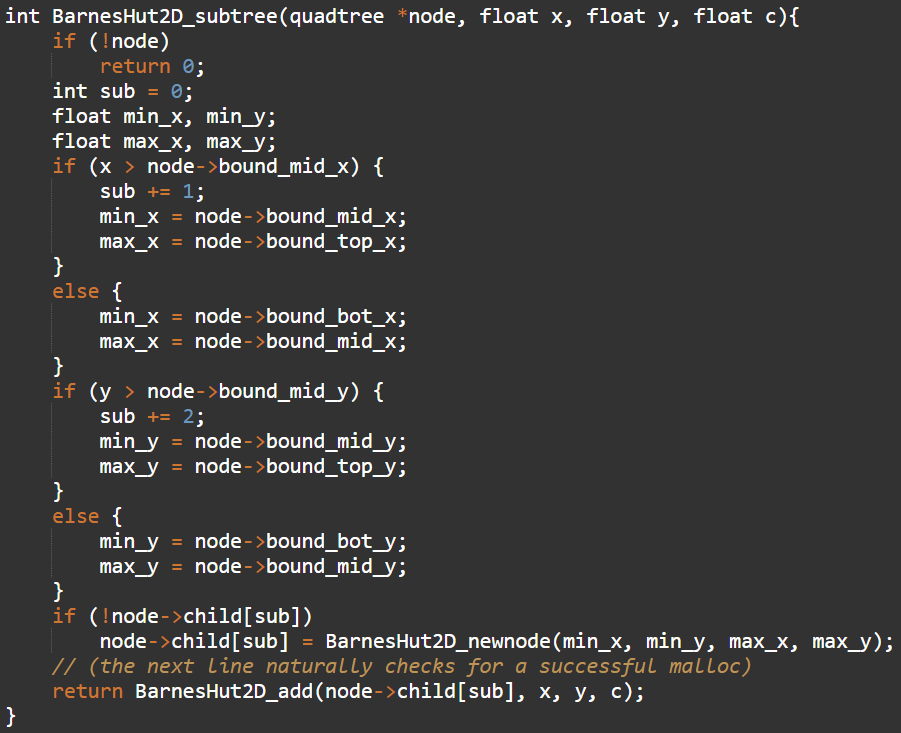 int BarnesHut2D_subtree(quadtree *node, float x, float y, float c){
    if (!node)
        return 0;
    int sub = 0;
    float min_x, min_y;
    float max_x, max_y;
    if (x > node->bound_mid_x) {
        sub += 1;
        min_x = node->bound_mid_x;
        max_x = node->bound_top_x;
    }
    else {
        min_x = node->bound_bot_x;
        max_x = node->bound_mid_x;
    }
    if (y > node->bound_mid_y) {
        sub += 2;
        min_y = node->bound_mid_y;
        max_y = node->bound_top_y;
    }
    else {
        min_y = node->bound_bot_y;
        max_y = node->bound_mid_y;
    }
    if (!node->child[sub])
        node->child[sub] = BarnesHut2D_newnode(min_x, min_y, max_x, max_y);
    // (the next line naturally checks for a successful malloc)
    return BarnesHut2D_add(node->child[sub], x, y, c);
}